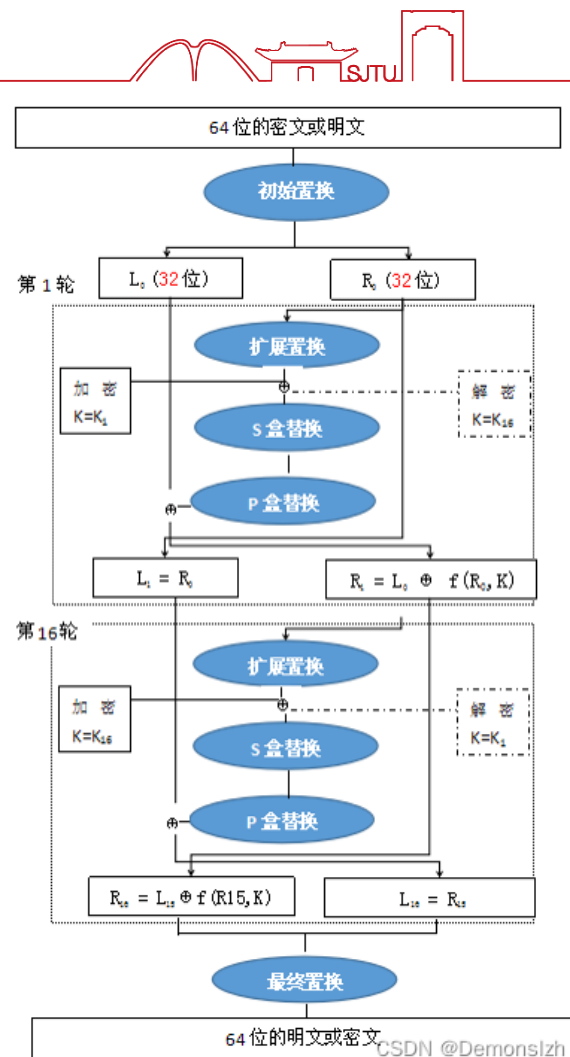 SJTU
64位的密文或明文
初始置换
L₀ (32位)
R₀ (32位)
第1轮
扩展置换
加 密
K=K₁
⊕
解 密
K=K₁₆
S盒替换
P盒替换
⊕
L₁ = R₀
R₁ = L₀ ⊕ f(R₀,K)
第16轮
扩展置换
加 密
K=K₁₆
⊕
解 密
K=K₁
S盒替换
P盒替换
⊕
R₁₆ = L₁₅ ⊕ f(R15,K)
L₁₆ = R₁₅
最终置换
64位的明文或密文
CSDN @Demonslzh